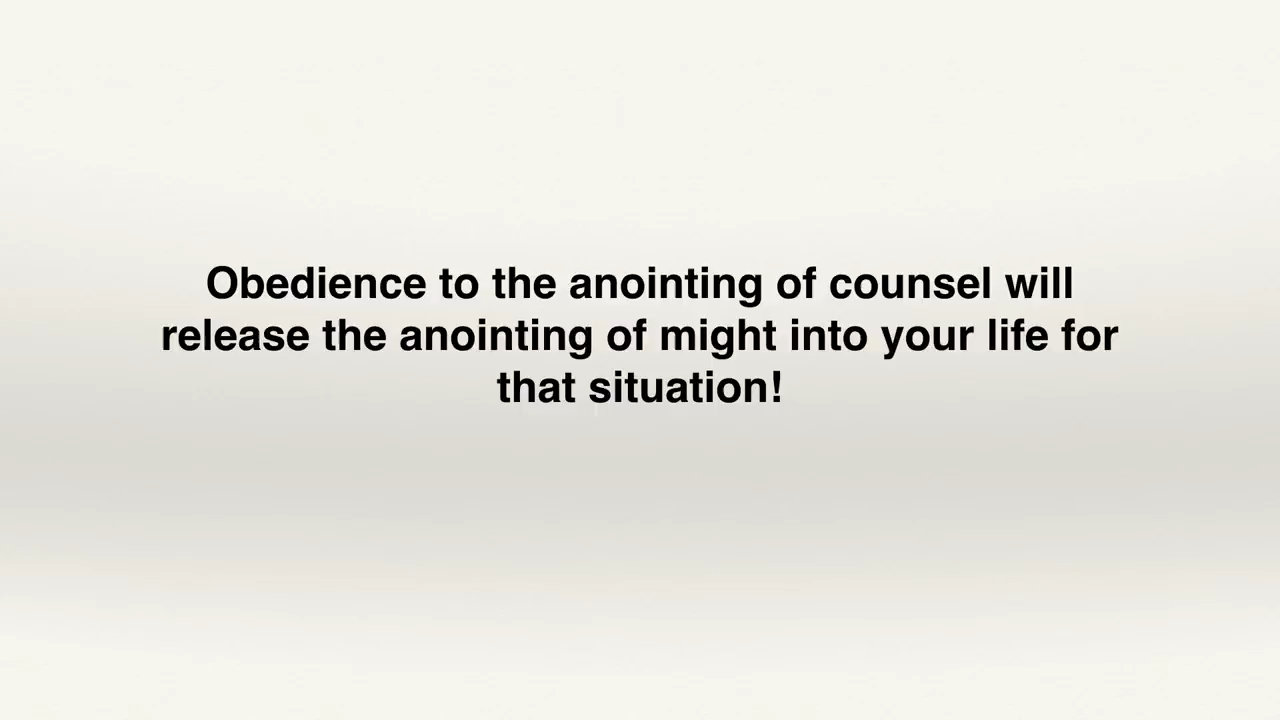 Obedience to the anointing of counsel will
release the anointing of might into your life for
that situation!